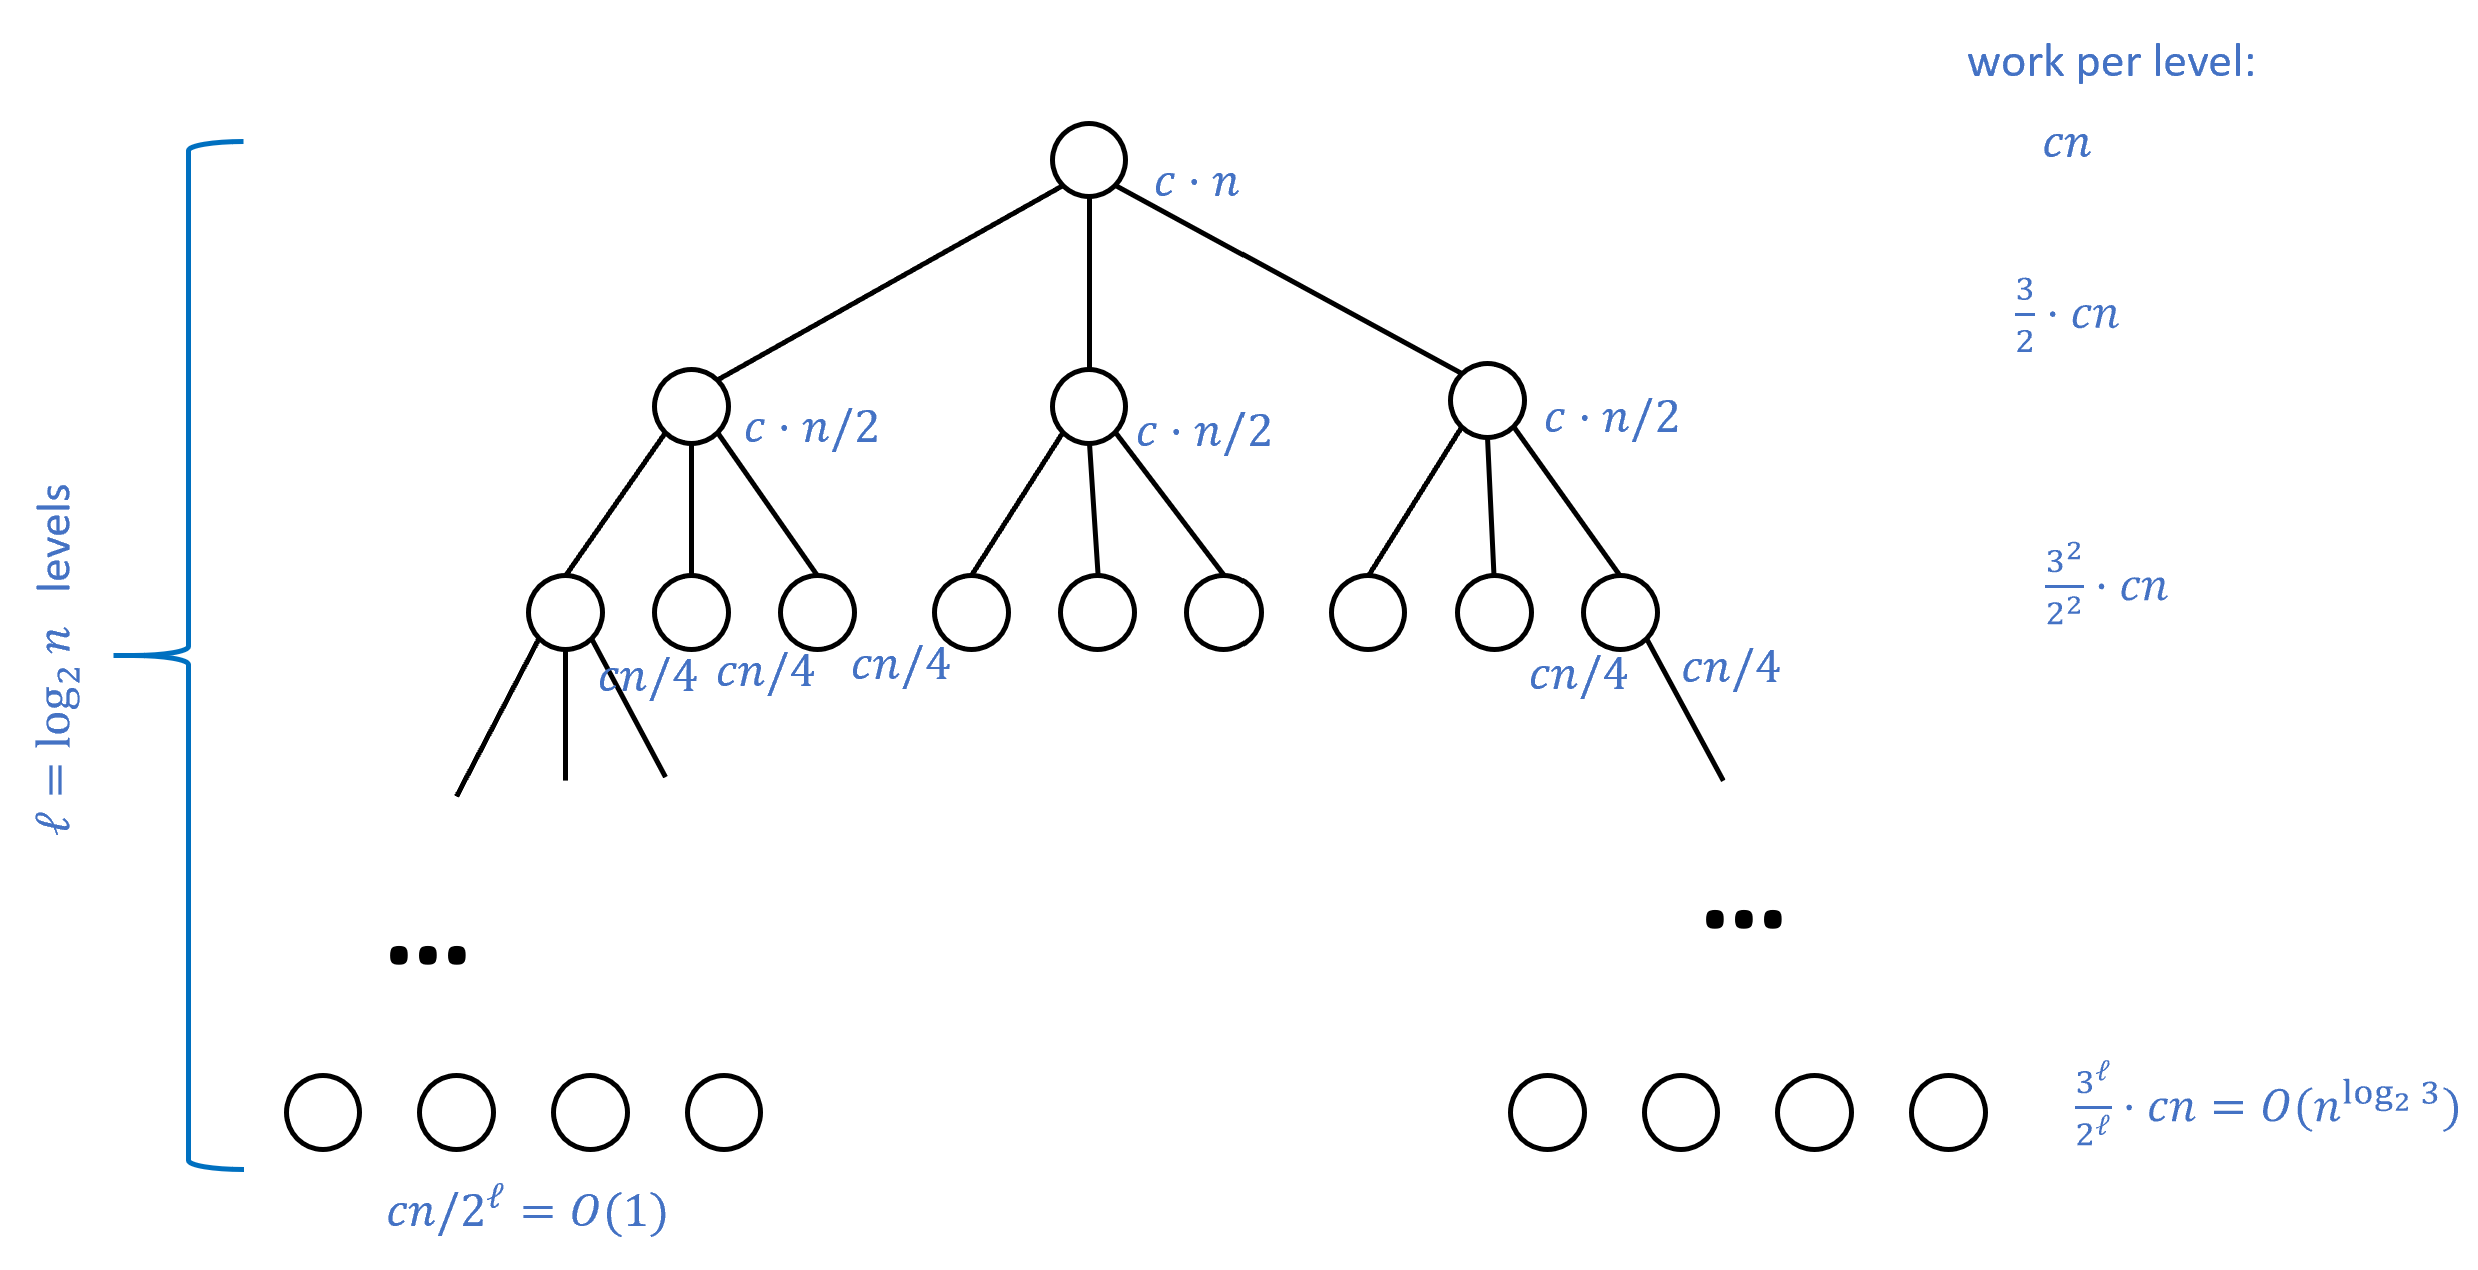 work per level:
cn
c · n
3/2 · cn
c · n/2
c · n/2
c · n/2
ℓ = log₂ n levels
3²/2² · cn
cn/4
cn/4
cn/4
cn/4
cn/4
...
...
3^ℓ/2^ℓ · cn = O(n^{log₂ 3})
cn/2^ℓ = O(1)